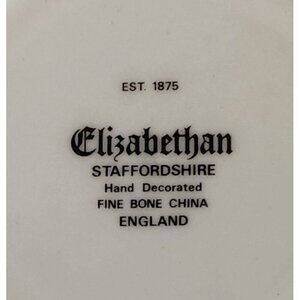 EST. 1875
Elizabethan
STAFFORDSHIRE
Hand Decorated
FINE BONE CHINA
ENGLAND